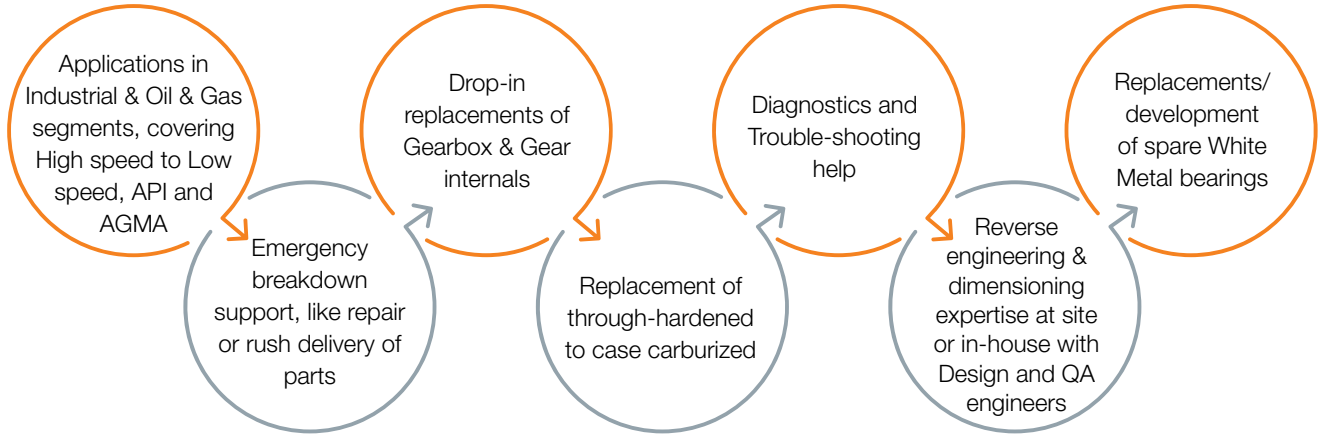 Applications in
Industrial & Oil & Gas
segments, covering
High speed to Low
speed, API and
AGMA
Emergency
breakdown
support, like repair
or rush delivery of
parts
Drop-in
replacements of
Gearbox & Gear
internals
Replacement of
through-hardened
to case carburized
Diagnostics and
Trouble-shooting
help
Reverse
engineering &
dimensioning
expertise at site
or in-house with
Design and QA
engineers
Replacements/
development
of spare White
Metal bearings